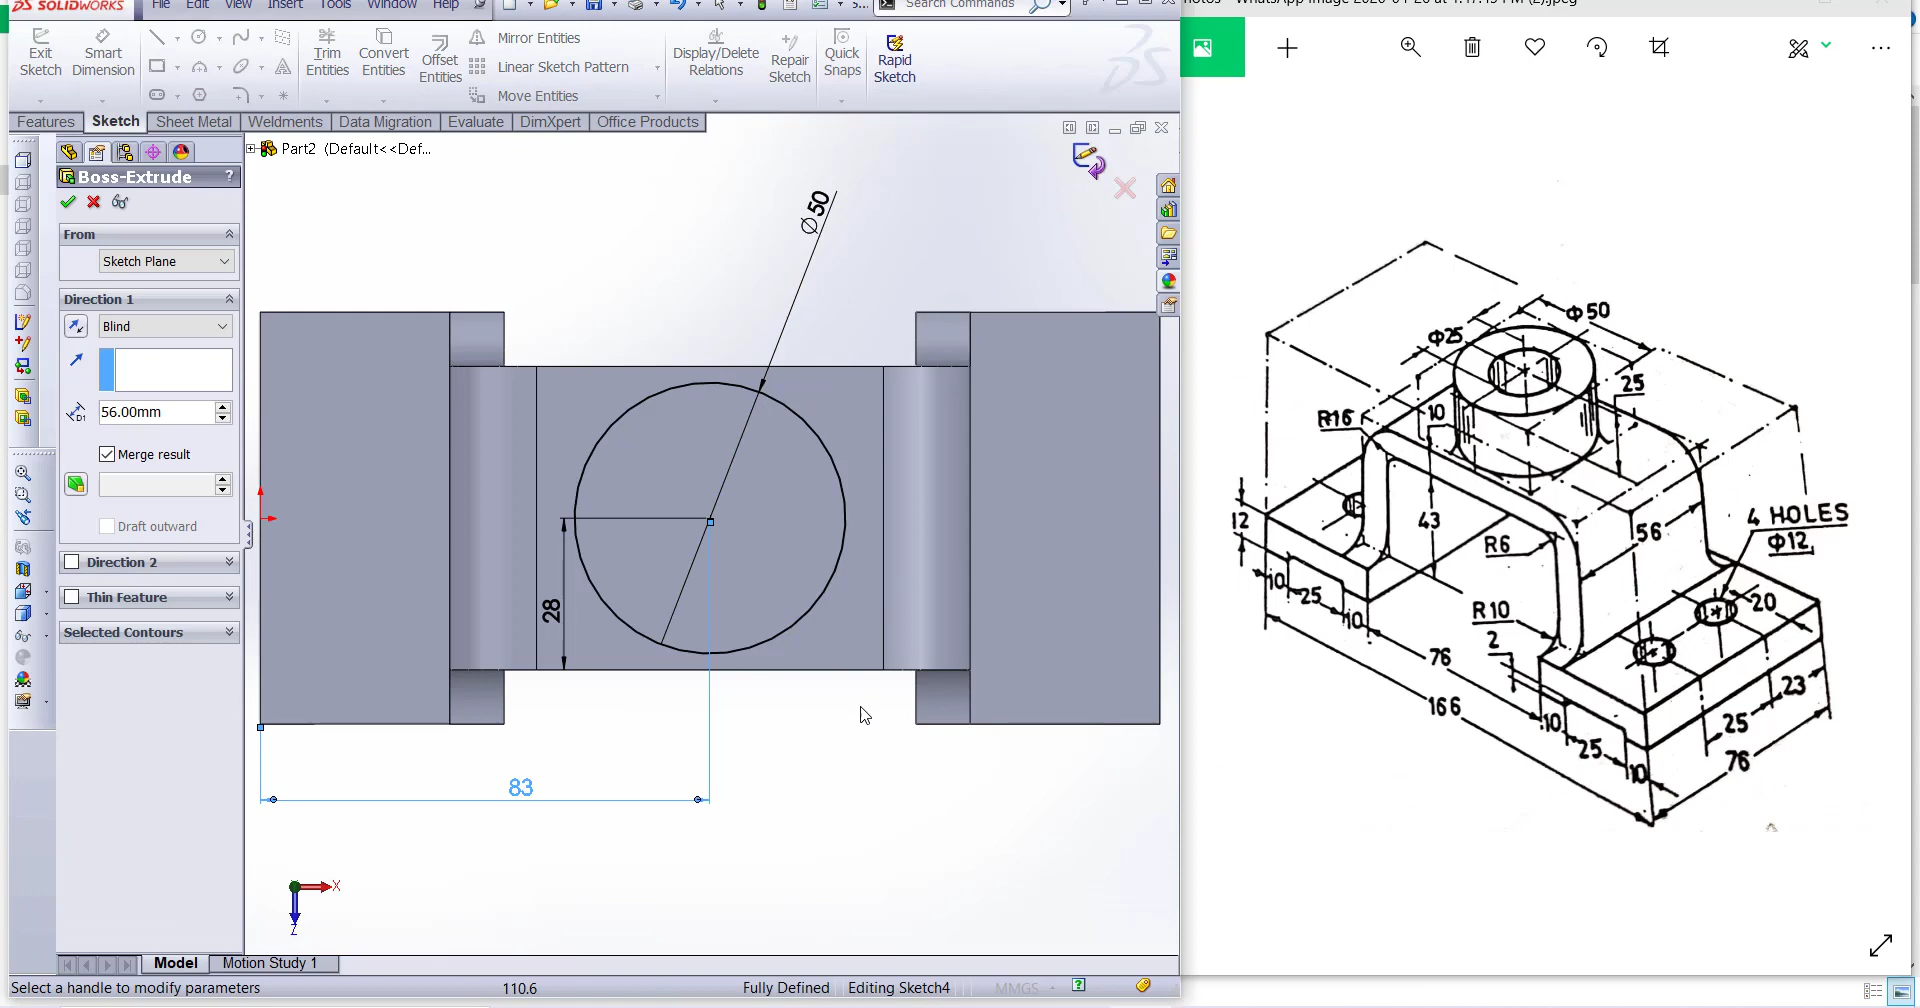 SOLIDWORKS
File Edit View Insert Tools Window Help
S...
Search Commands
Exit Sketch
Smart Dimension
Trim Entities
Convert Entities
Offset Entities
Mirror Entities
Linear Sketch Pattern
Move Entities
Display/Delete Relations
Repair Sketch
Quick Snaps
Rapid Sketch
Features Sketch Sheet Metal Weldments Data Migration Evaluate DimXpert Office Products
Part2 (Default<<Def...
Boss-Extrude ?
From
Sketch Plane
Direction 1
Blind
D1
56.00mm
Merge result
Draft outward
Direction 2
Thin Feature
Selected Contours
Ø50
28
83
X
Z
Model Motion Study 1
Select a handle to modify parameters 110.6 Fully Defined Editing Sketch4 MMGS
Φ50
Φ25
25
R16
10
12
43
56
4 HOLES
Φ12
R6
10
25
10
R10
2
20
76
166
10
25
10
23
25
76